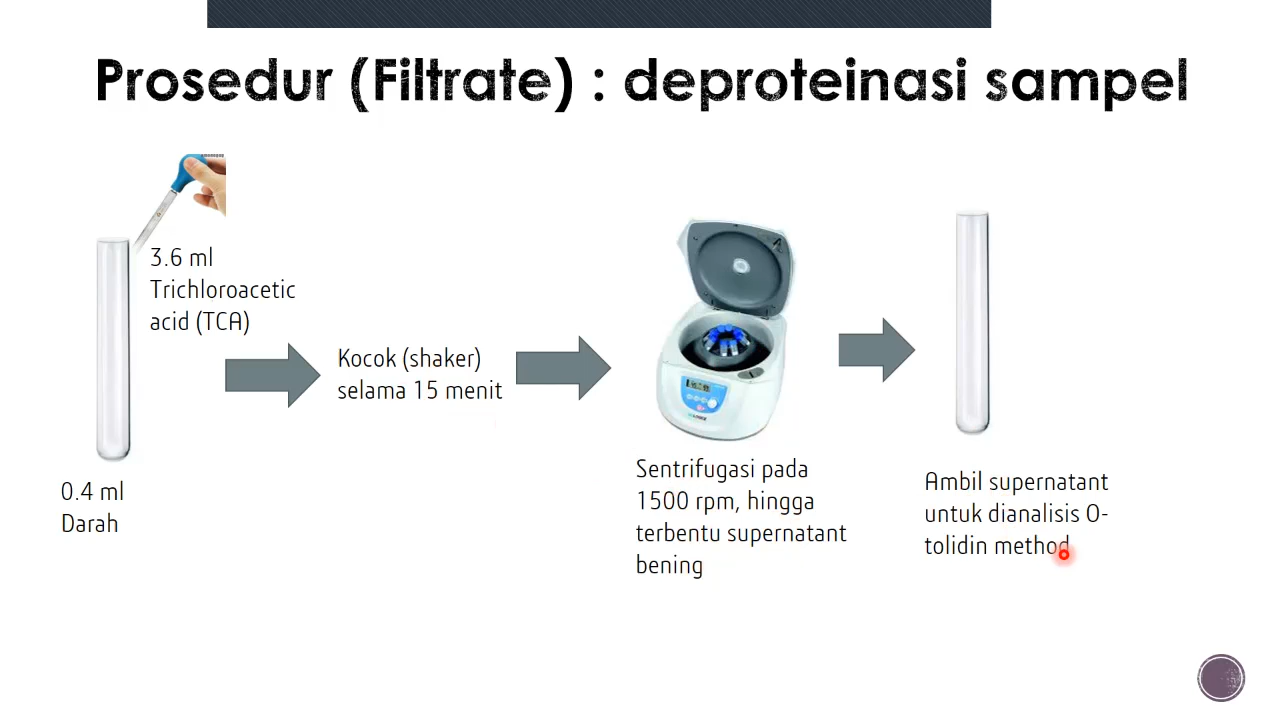 Prosedur (Filtrate) : deproteinasi sampel
3.6 ml
Trichloroacetic
acid (TCA)
Kocok (shaker)
selama 15 menit
0.4 ml
Darah
Sentrifugasi pada
1500 rpm, hingga
terbentu supernatant
bening
Ambil supernatant
untuk dianalisis O-
tolidin method